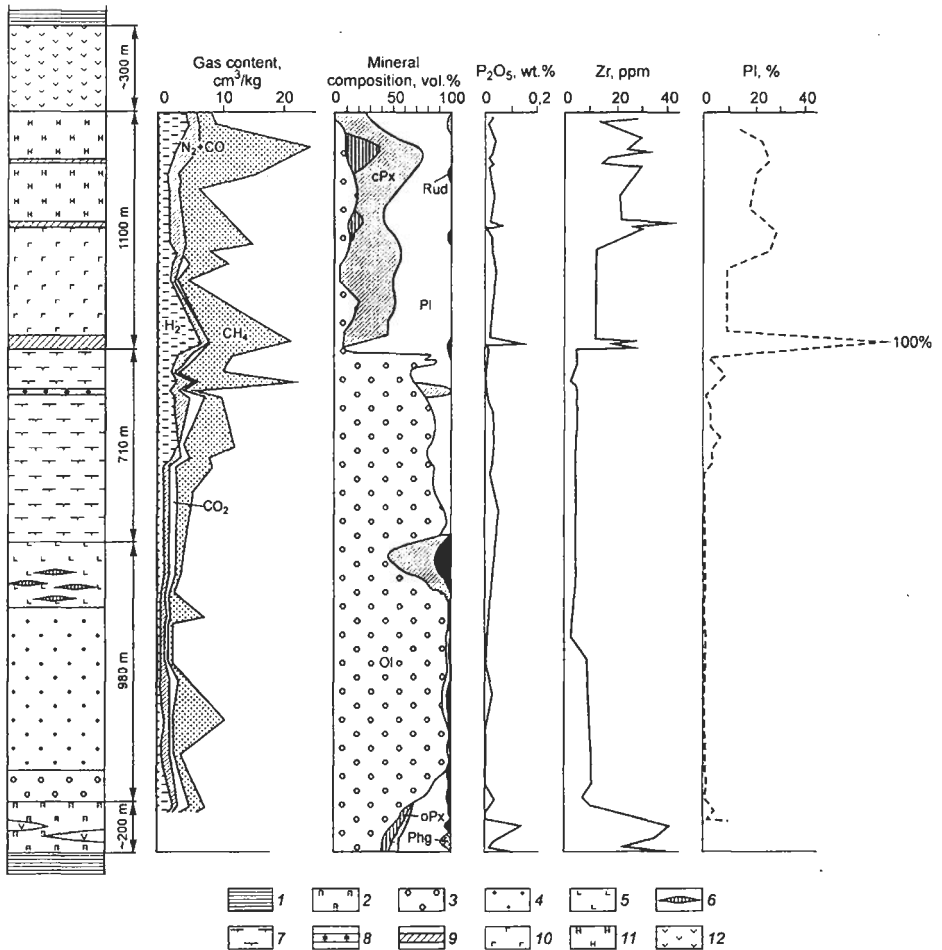 Gas content,
cm³/kg
0 10 20
Mineral
composition, vol.%
0 50 100
P₂O₅, wt.%
0 0,2
Zr, ppm
0 20 40
Pl, %
0 20 40
~300 m
1100 m
710 m
980 m
~200 m
N₂+CO
H₂
CH₄
CO₂
cPx
Rud
Pl
Ol
oPx
Phg
100%
1 2 3 4 5 6
7 8 9 10 11 12